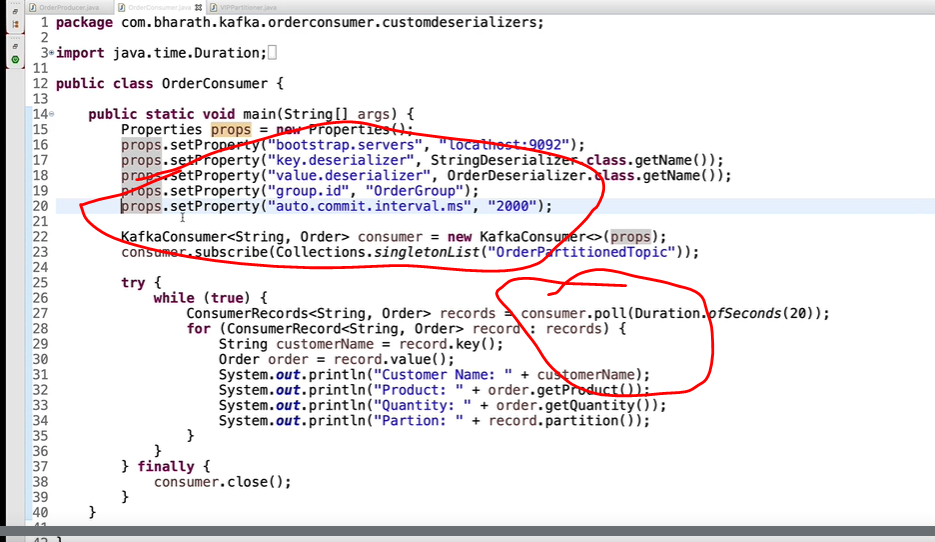 OrderProducer.java OrderConsumer.java VIPPartitioner.java
1 package com.bharath.kafka.orderconsumer.customdeserializers;
2
3 import java.time.Duration;
11
12 public class OrderConsumer {
13
14 public static void main(String[] args) {
15 Properties props = new Properties();
16 props.setProperty("bootstrap.servers", "localhost:9092");
17 props.setProperty("key.deserializer", StringDeserializer.class.getName());
18 props.setProperty("value.deserializer", OrderDeserializer.class.getName());
19 props.setProperty("group.id", "OrderGroup");
20 props.setProperty("auto.commit.interval.ms", "2000");
21
22 KafkaConsumer<String, Order> consumer = new KafkaConsumer<>(props);
23 consumer.subscribe(Collections.singletonList("OrderPartitionedTopic"));
24
25 try {
26 while (true) {
27 ConsumerRecords<String, Order> records = consumer.poll(Duration.ofSeconds(20));
28 for (ConsumerRecord<String, Order> record : records) {
29 String customerName = record.key();
30 Order order = record.value();
31 System.out.println("Customer Name: " + customerName);
32 System.out.println("Product: " + order.getProduct());
33 System.out.println("Quantity: " + order.getQuantity());
34 System.out.println("Partion: " + record.partition());
35 }
36 }
37 } finally {
38 consumer.close();
39 }
40 }
41
42 }